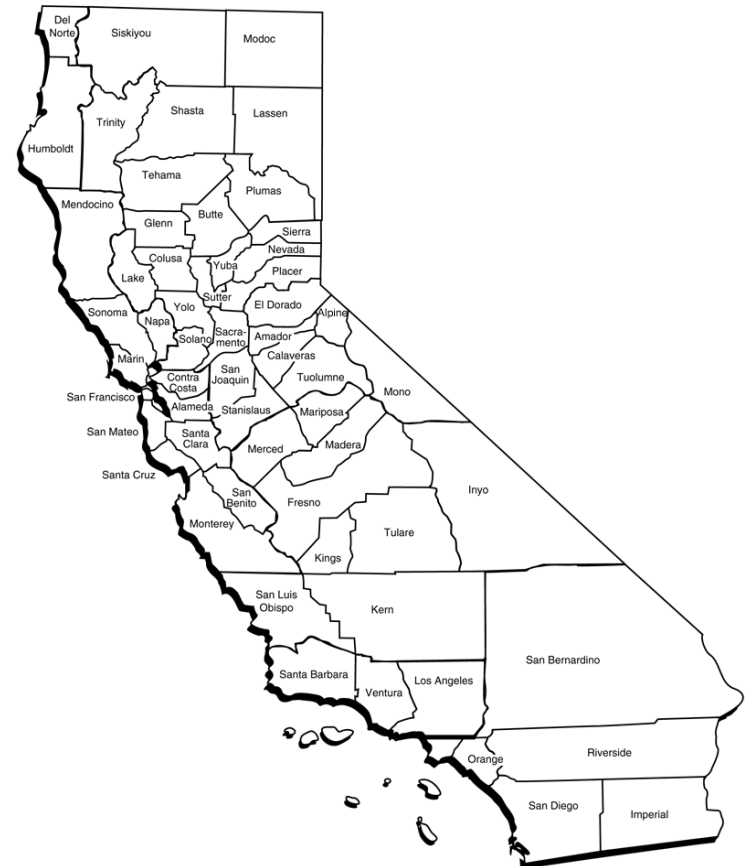 Del
Norte
Siskiyou
Modoc
Shasta
Lassen
Trinity
Humboldt
Tehama
Plumas
Mendocino
Butte
Glenn
Sierra
Nevada
Colusa
Yuba
Placer
Lake
Sutter
El Dorado
Yolo
Sonoma
Alpine
Napa
Sacra-
mento
Amador
Solano
Calaveras
Marin
San
Joaquin
Contra
Costa
Tuolumne
Mono
San Francisco
Alameda
Stanislaus
Mariposa
San Mateo
Santa
Clara
Madera
Merced
Santa Cruz
Inyo
San
Benito
Fresno
Monterey
Tulare
Kings
San Luis
Obispo
Kern
San Bernardino
Santa Barbara
Los Angeles
Ventura
Riverside
Orange
San Diego
Imperial